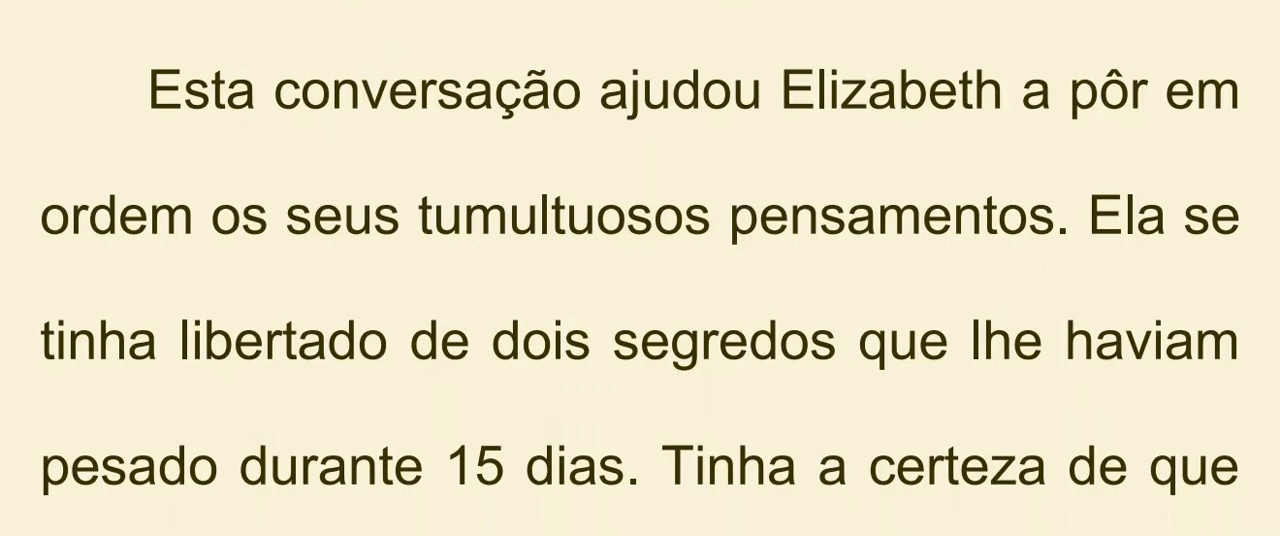 Esta conversação ajudou Elizabeth a pôr em
ordem os seus tumultuosos pensamentos. Ela se
tinha libertado de dois segredos que lhe haviam
pesado durante 15 dias. Tinha a certeza de que